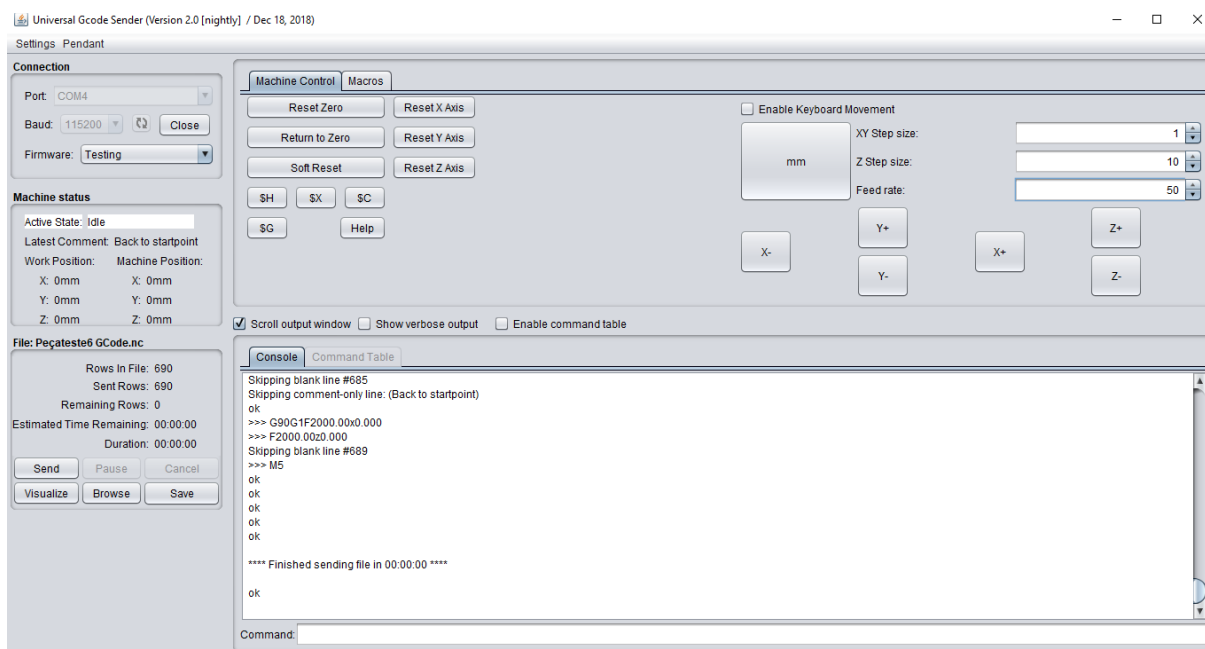 Universal Gcode Sender (Version 2.0 [nightly] / Dec 18, 2018)
Settings Pendant
Connection
Port: COM4
Baud: 115200 Close
Firmware: Testing
Machine status
Active State: Idle
Latest Comment: Back to startpoint
Work Position: Machine Position:
X: 0mm X: 0mm
Y: 0mm Y: 0mm
Z: 0mm Z: 0mm
File: Peçateste6 GCode.nc
Rows In File: 690
Sent Rows: 690
Remaining Rows: 0
Estimated Time Remaining: 00:00:00
Duration: 00:00:00
Send Pause Cancel
Visualize Browse Save
Machine Control Macros
Reset Zero Reset X Axis
Return to Zero Reset Y Axis
Soft Reset Reset Z Axis
$H $X $C
$G Help
Enable Keyboard Movement
mm
XY Step size: 1
Z Step size: 10
Feed rate: 50
X- Y+ X+ Z+
Y- Z-
Scroll output window Show verbose output Enable command table
Console Command Table
Skipping blank line #685
Skipping comment-only line: (Back to startpoint)
ok
>>> G90G1F2000.00x0.000
>>> F2000.00z0.000
Skipping blank line #689
>>> M5
ok
ok
ok
ok
ok
**** Finished sending file in 00:00:00 ****
ok
Command: